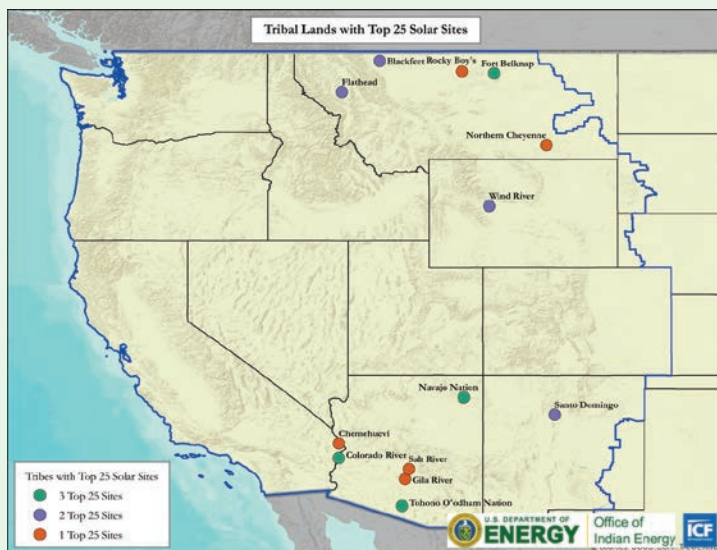 Tribal Lands with Top 25 Solar Sites
Blackfeet
Rocky Boy's
Fort Belknap
Flathead
Northern Cheyenne
Wind River
Navajo Nation
Santo Domingo
Chemehuevi
Colorado River
Salt River
Gila River
Tohono O'odham Nation
Tribes with Top 25 Solar Sites
3 Top 25 Sites
2 Top 25 Sites
1 Top 25 Sites
U.S. DEPARTMENT OF
ENERGY
Office of
Indian Energy
ICF